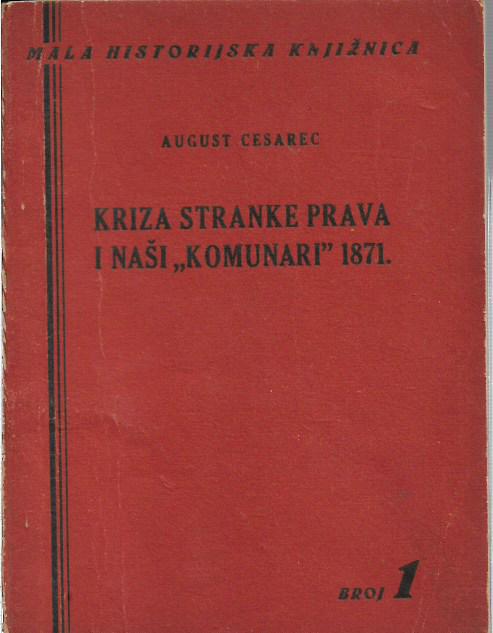 MALA HISTORIJSKA KNJIŽNICA
AUGUST CESAREC
KRIZA STRANKE PRAVA
I NAŠI „KOMUNARI” 1871.
BROJ 1